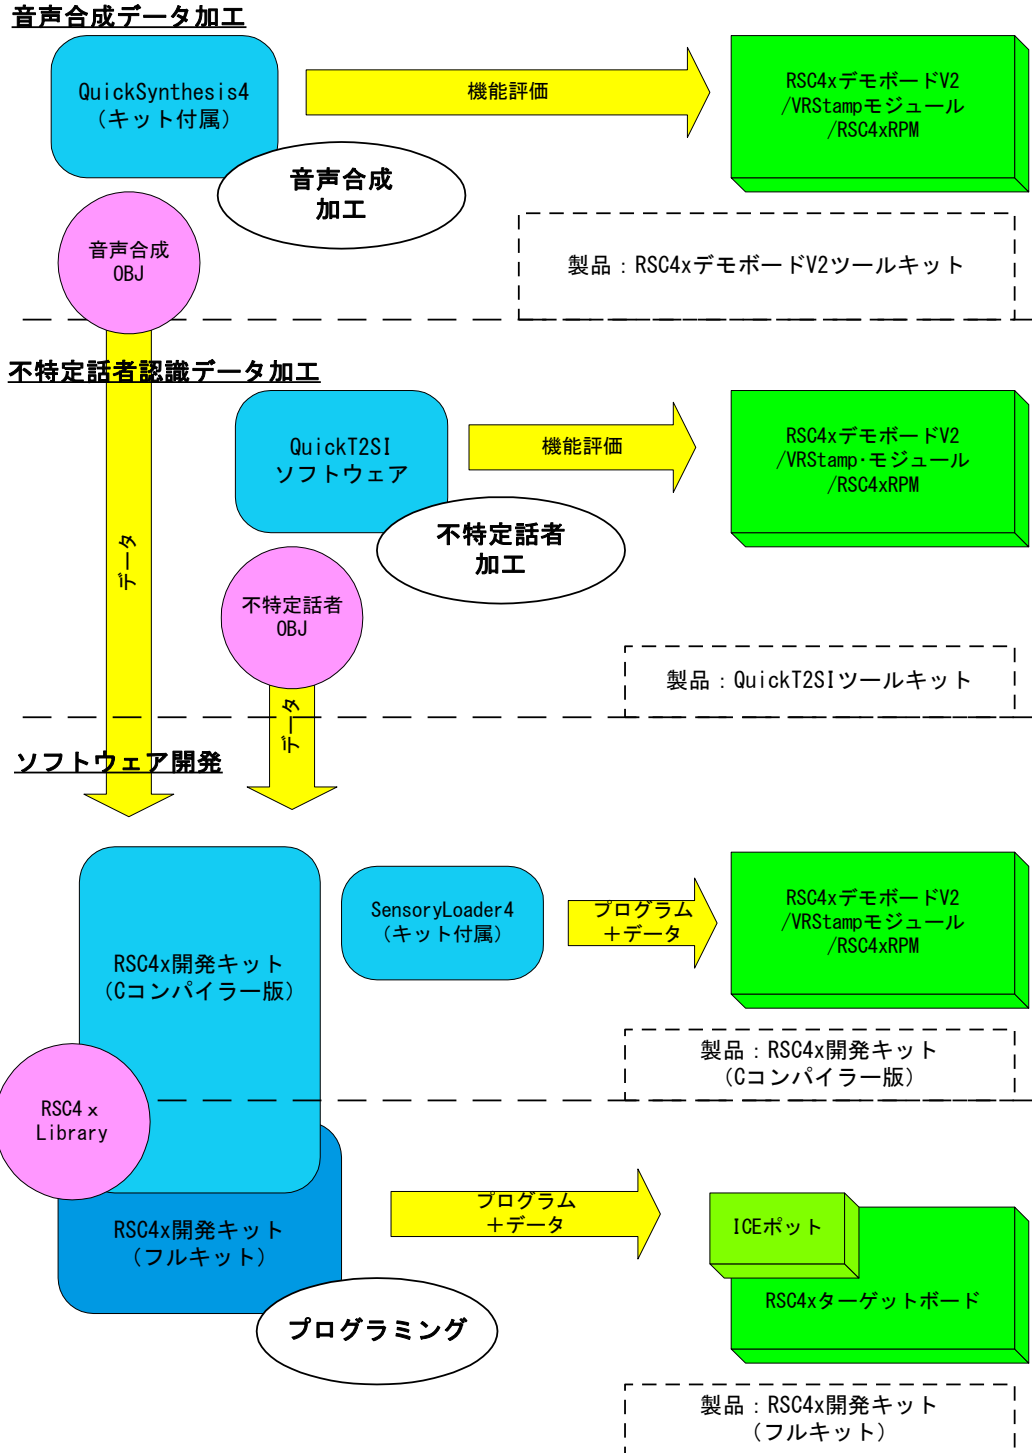 音声合成データ加工
QuickSynthesis4
（キット付属）
機能評価
RSC4xデモボードV2
/VRStampモジュール
/RSC4xRPM
音声合成
加工
音声合成
OBJ
製品：RSC4xデモボードV2ツールキット
不特定話者認識データ加工
QuickT2SI
ソフトウェア
機能評価
RSC4xデモボードV2
/VRStamp・モジュール
/RSC4xRPM
不特定話者
加工
データ
不特定話者
OBJ
製品：QuickT2SIツールキット
データ
ソフトウェア開発
RSC4x開発キット
（Cコンパイラー版）
SensoryLoader4
（キット付属）
プログラム
＋データ
RSC4xデモボードV2
/VRStampモジュール
/RSC4xRPM
製品：RSC4x開発キット
（Cコンパイラー版）
RSC4ｘ
Library
RSC4x開発キット
（フルキット）
プログラム
＋データ
ICEポット
RSC4xターゲットボード
プログラミング
製品：RSC4x開発キット
（フルキット）